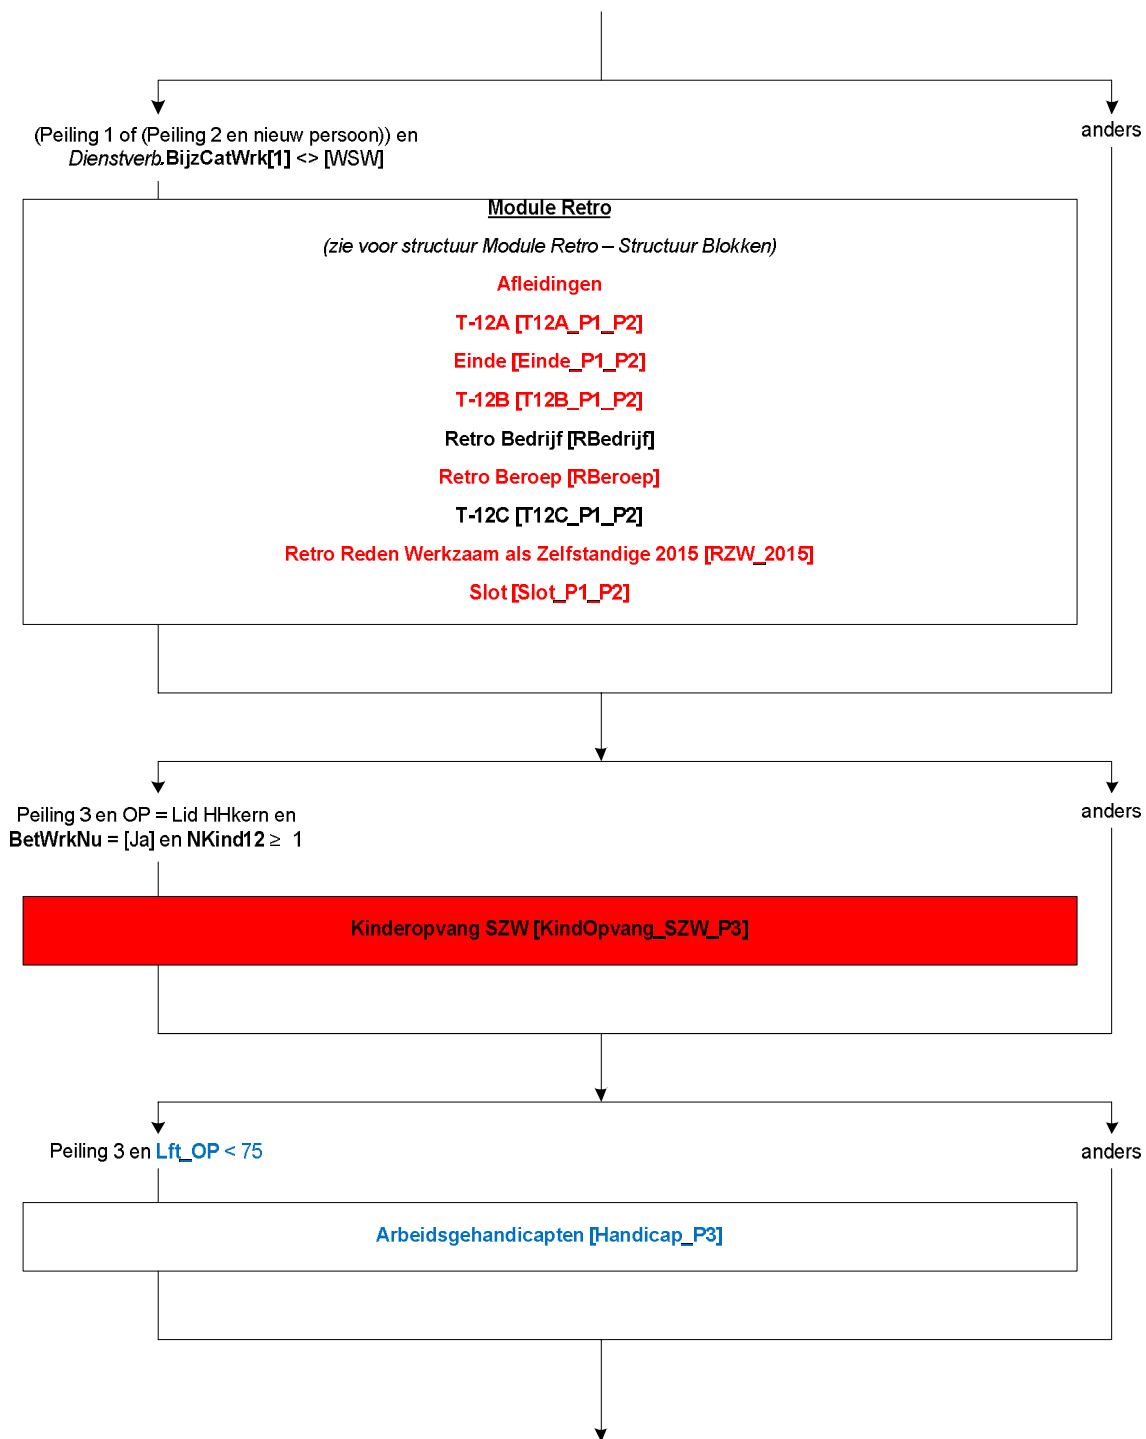 (Peiling 1 of (Peiling 2 en nieuw persoon)) en
Dienstverb.BijzCatWrk[1] <> [WSW]
anders
Module Retro
(zie voor structuur Module Retro – Structuur Blokken)
Afleidingen
T-12A [T12A_P1_P2]
Einde [Einde_P1_P2]
T-12B [T12B_P1_P2]
Retro Bedrijf [RBedrijf]
Retro Beroep [RBeroep]
T-12C [T12C_P1_P2]
Retro Reden Werkzaam als Zelfstandige 2015 [RZW_2015]
Slot [Slot_P1_P2]
Peiling 3 en OP = Lid HHkern en
BetWrkNu = [Ja] en NKind12 ≥ 1
anders
Kinderopvang SZW [KindOpvang_SZW_P3]
Peiling 3 en Lft_OP < 75
anders
Arbeidsgehandicapten [Handicap_P3]